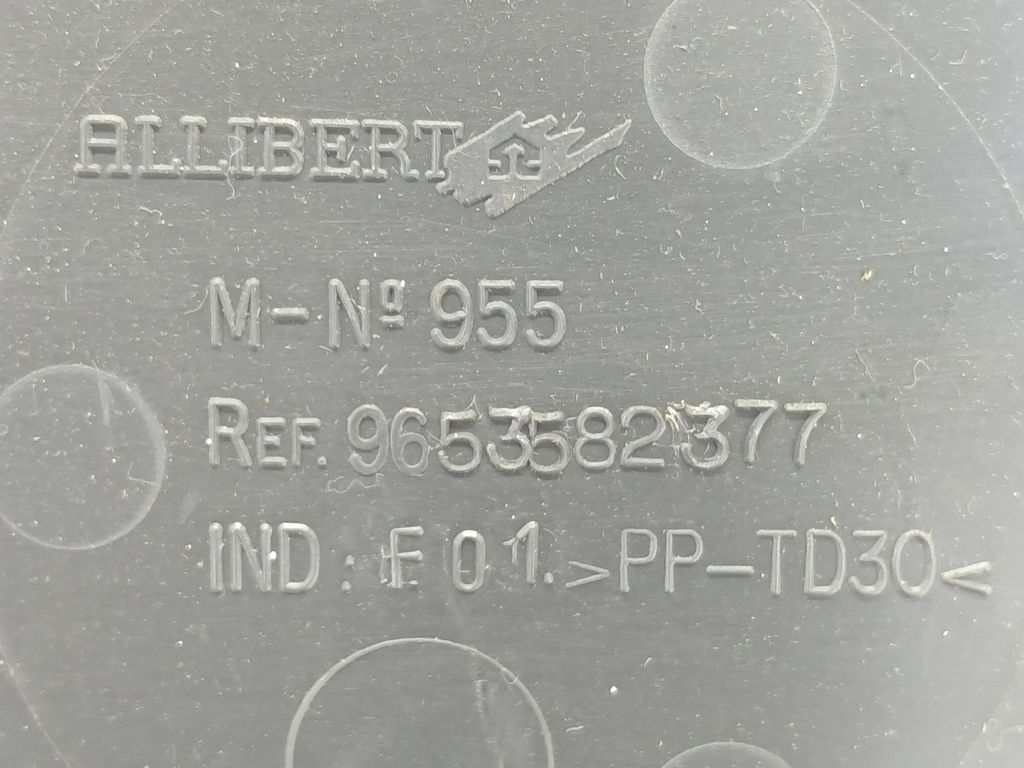 ALLIBERT
M-Nº 955
REF. 9653582377
IND: F 01. >PP-TD30<